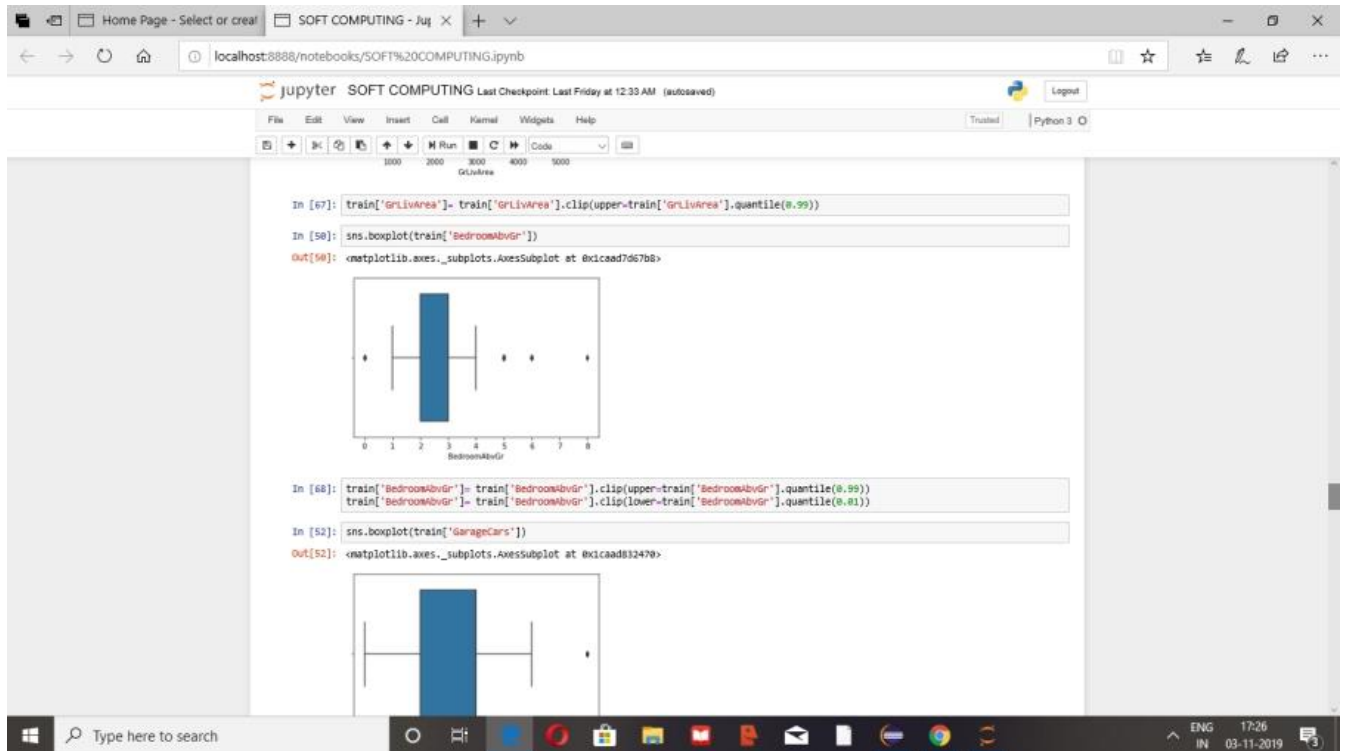 Home Page - Select or creat
SOFT COMPUTING - Jup
localhost:8888/notebooks/SOFT%20COMPUTING.ipynb
jupyter SOFT COMPUTING Last Checkpoint: Last Friday at 12:33 AM (autosaved)
Logout
File Edit View Insert Cell Kernel Widgets Help
Trusted Python 3
Run Code
1000 2000 3000 4000 5000
GrLivArea
In [67]: train['GrLivArea']= train['GrLivArea'].clip(upper=train['GrLivArea'].quantile(0.99))
In [50]: sns.boxplot(train['BedroomAbvGr'])
Out[50]: <matplotlib.axes._subplots.AxesSubplot at 0x1caad7d67b8>
0 1 2 3 4 5 6 7 8
BedroomAbvGr
In [68]: train['BedroomAbvGr']= train['BedroomAbvGr'].clip(upper=train['BedroomAbvGr'].quantile(0.99))
train['BedroomAbvGr']= train['BedroomAbvGr'].clip(lower=train['BedroomAbvGr'].quantile(0.01))
In [52]: sns.boxplot(train['GarageCars'])
Out[52]: <matplotlib.axes._subplots.AxesSubplot at 0x1caad832470>
Type here to search
ENG 17:26
IN 03-11-2019
3